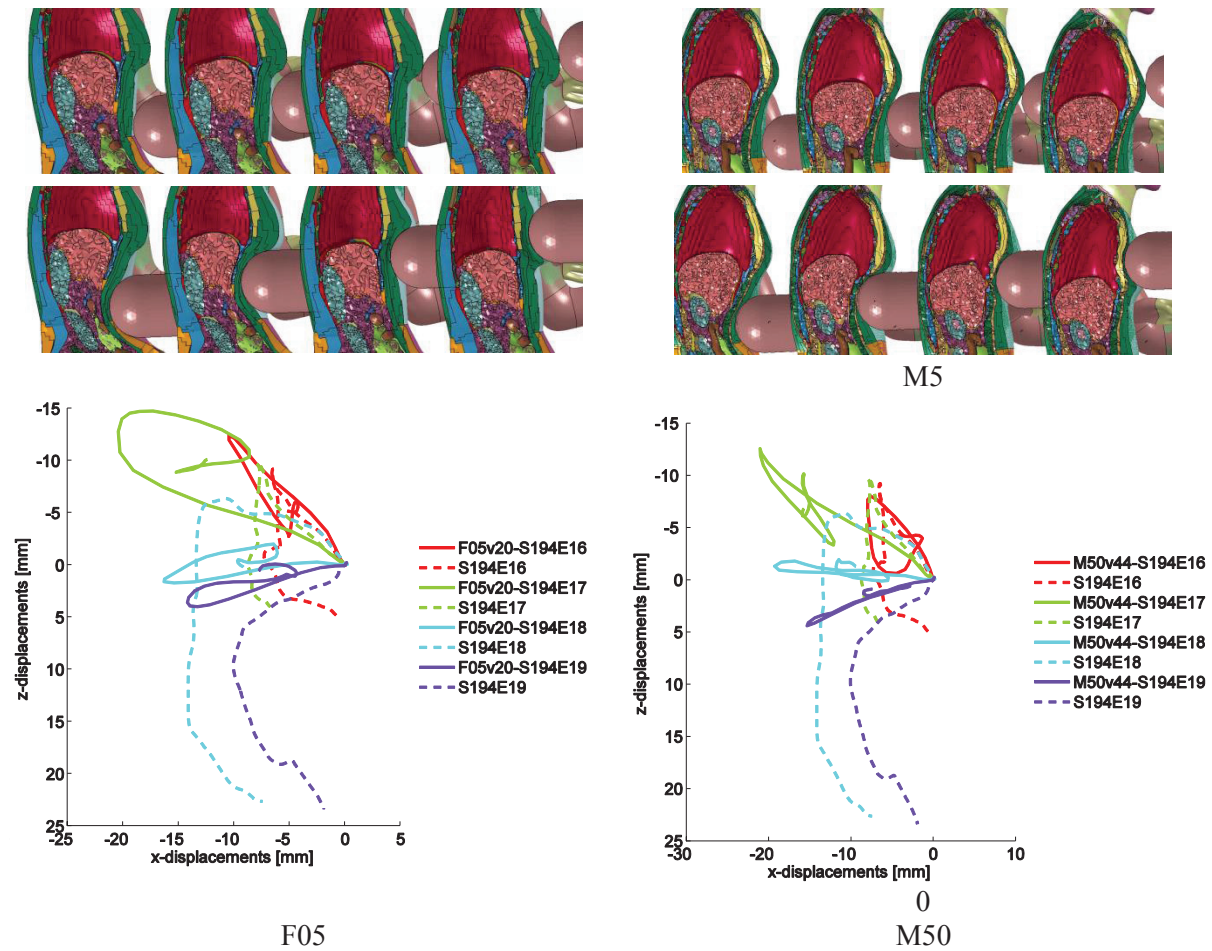 M5
-15
-10
-5
0
5
10
15
20
25
z-displacements [mm]
-25 -20 -15 -10 -5 0 5
x-displacements [mm]
F05v20-S194E16
S194E16
F05v20-S194E17
S194E17
F05v20-S194E18
S194E18
F05v20-S194E19
S194E19
F05
-15
-10
-5
0
5
10
15
20
25
z-displacements [mm]
-30 -20 -10 0 10
x-displacements [mm]
M50v44-S194E16
S194E16
M50v44-S194E17
S194E17
M50v44-S194E18
S194E18
M50v44-S194E19
S194E19
0
M50